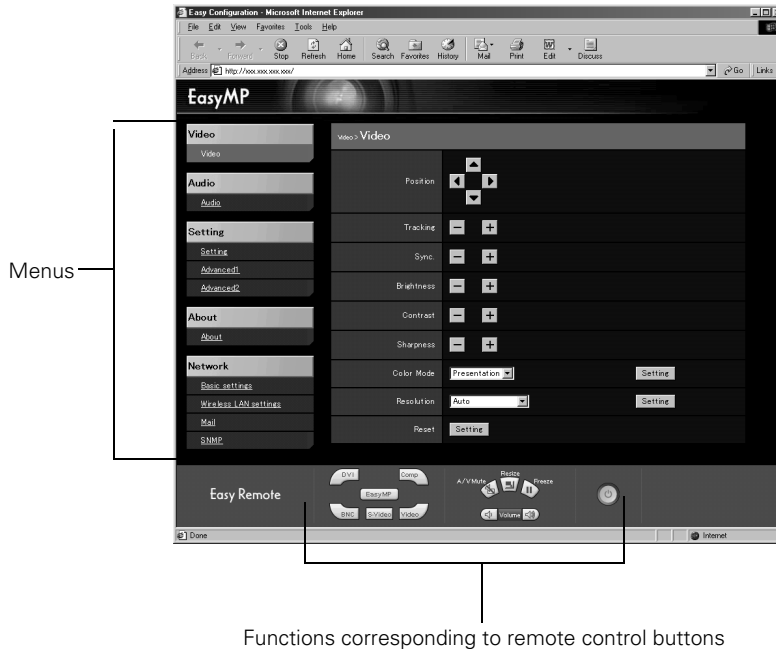 Easy Configuration - Microsoft Internet Explorer
File Edit View Favorites Tools Help
Back Forward Stop Refresh Home Search Favorites History Mail Print Edit Discuss
Address http://xxx.xxx.xxx.xxx/ Go Links
EasyMP
Video
Video
Audio
Audio
Setting
Setting
Advanced1
Advanced2
About
About
Network
Basic settings
Wireless LAN settings
Mail
SNMP
Menus
Video > Video
Position
Tracking
Sync.
Brightness
Contrast
Sharpness
Color Mode Presentation Setting
Resolution Auto Setting
Reset Setting
Easy Remote
DVI Comp
EasyMP
BNC S-Video Video
A/V Mute Resize Freeze
Volume
Done Internet
Functions corresponding to remote control buttons